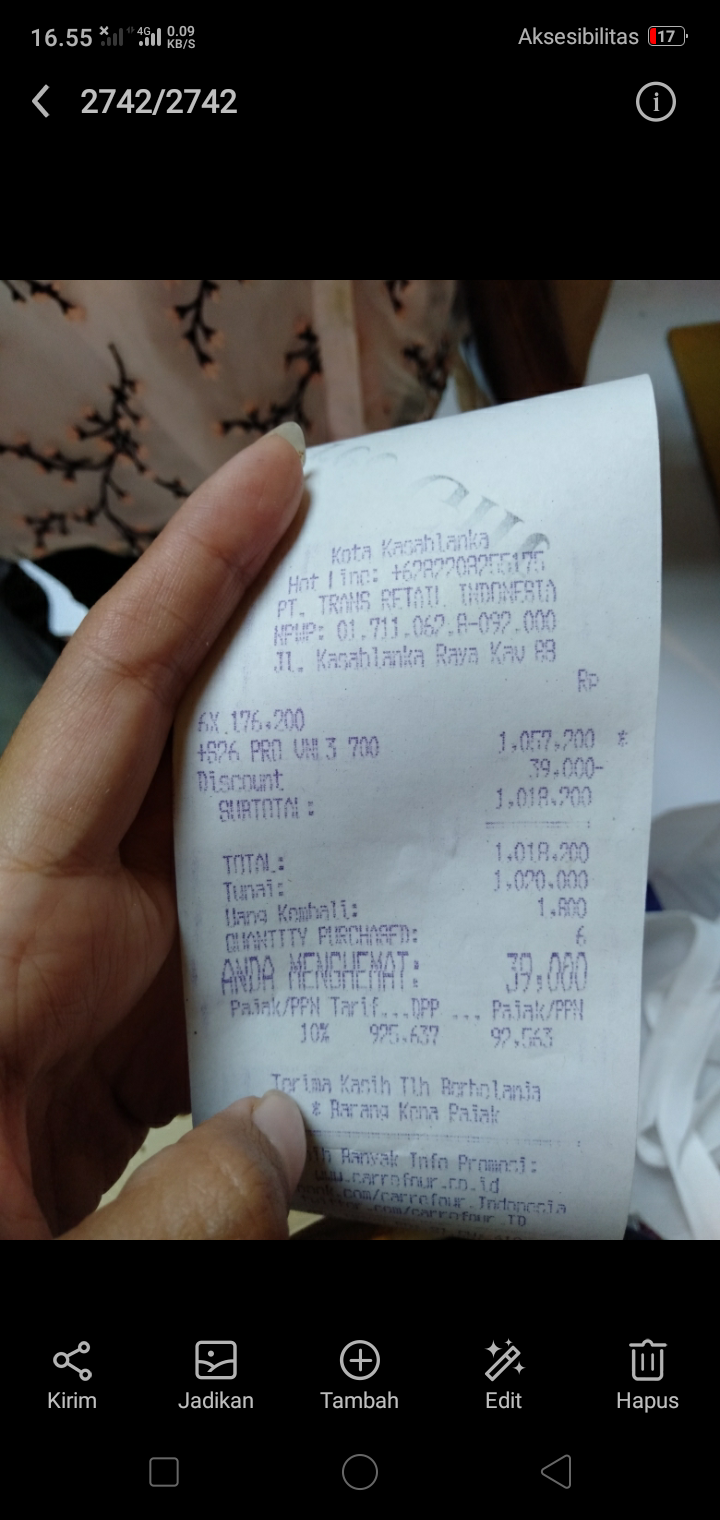 16.55 4G 0.09 KB/S Aksesibilitas 17
2742/2742
Kota Kasablanka
Hot Line: +6282208255175
PT. TRANS RETAIL INDONESIA
NPWP: 01.711.062.8-092.000
Jl. Kasablanka Raya Kav 88
Rp
6X 176,200
+S26 PRO VNL3 700 1,057,200 *
Discount 39,000-
SUBTOTAL: 1,018,200
TOTAL: 1,018,200
Tunai: 1,020,000
Uang Kembali: 1,800
QUANTITY PURCHASED: 6
ANDA MENGHEMAT: 39,000
Pajak/PPN Tarif...DPP ... Pajak/PPN
10% 925,637 92,563
Terima Kasih Tlh Berbelanja
* Barang Kena Pajak
Banyak Info Promosi:
www.carrefour.co.id
.com/carrefour.Indonesia
.com/carrefour_ID
Kirim Jadikan Tambah Edit Hapus